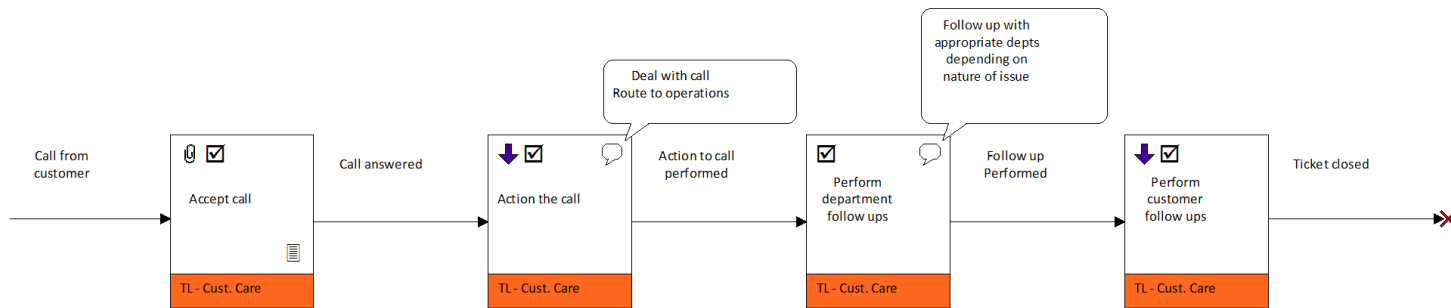 Call from
customer
Accept call
TL - Cust. Care
Call answered
Action the call
TL - Cust. Care
Deal with call
Route to operations
Action to call
performed
Perform
department
follow ups
TL - Cust. Care
Follow up with
appropriate depts
depending on
nature of issue
Follow up
Performed
Perform
customer
follow ups
TL - Cust. Care
Ticket closed